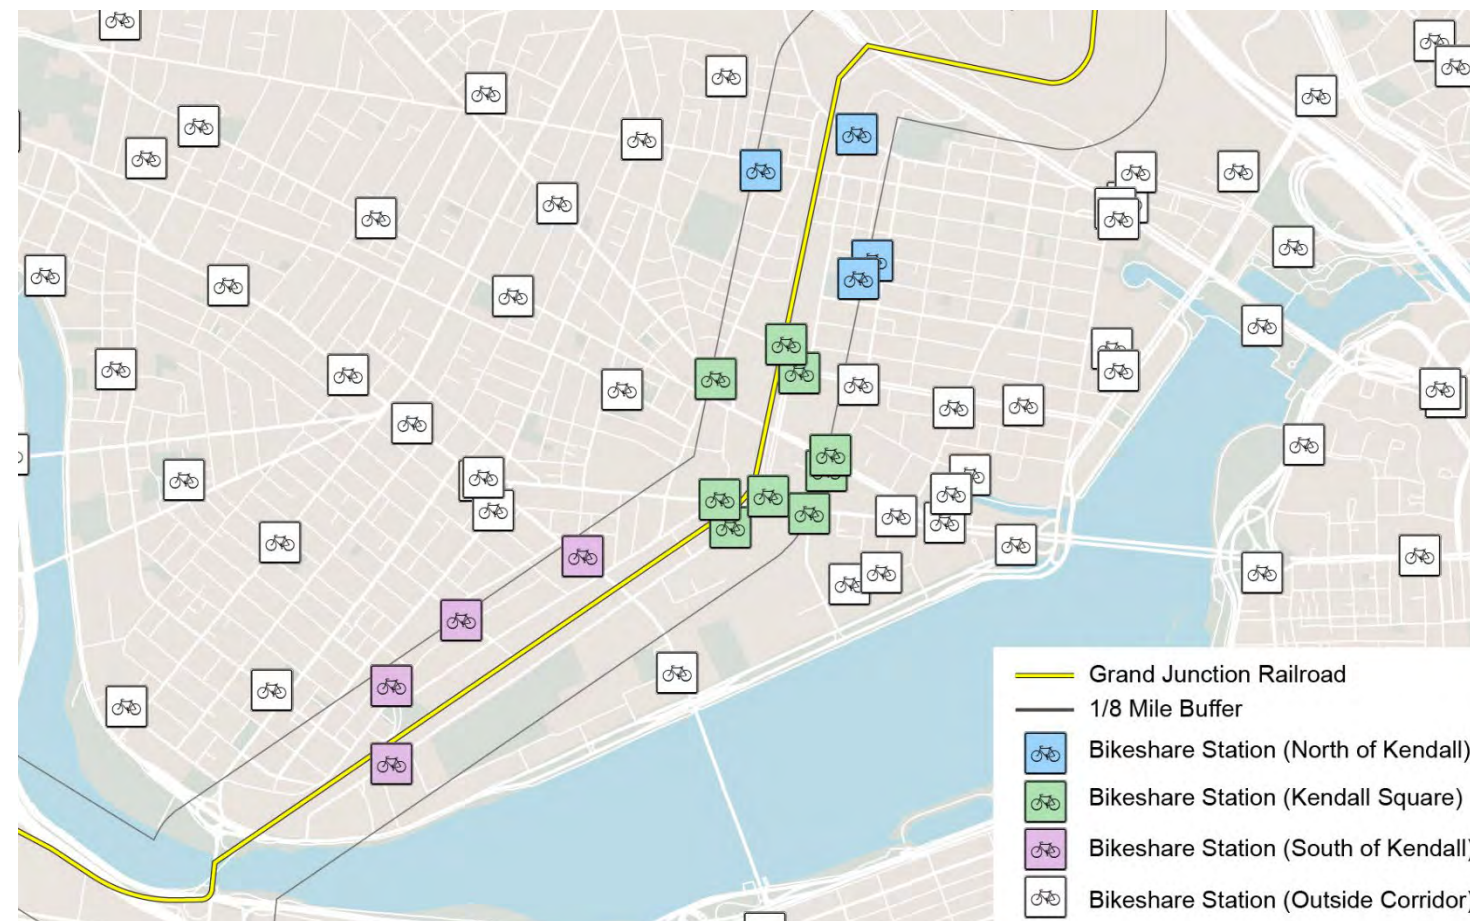 Grand Junction Railroad
1/8 Mile Buffer
Bikeshare Station (North of Kendall)
Bikeshare Station (Kendall Square)
Bikeshare Station (South of Kendall)
Bikeshare Station (Outside Corridor)